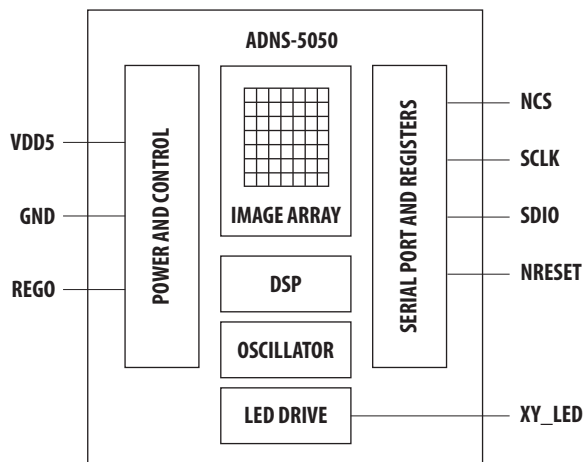 ADNS-5050
VDD5
GND
REGO
POWER AND CONTROL
IMAGE ARRAY
DSP
OSCILLATOR
LED DRIVE
SERIAL PORT AND REGISTERS
NCS
SCLK
SDIO
NRESET
XY_LED